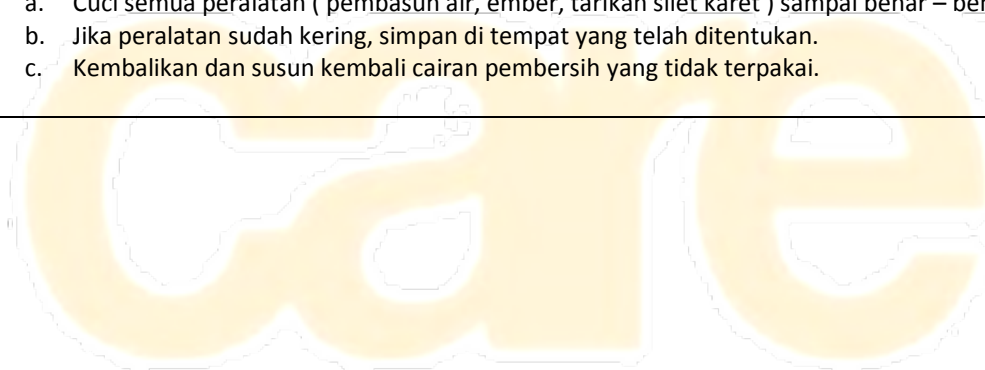 a. Cuci semua peralatan ( pembasuh air, ember, tarikan silet karet ) sampai benar –
b. Jika peralatan sudah kering, simpan di tempat yang telah ditentukan.
c. Kembalikan dan susun kembali cairan pembersih yang tidak terpakai.
care